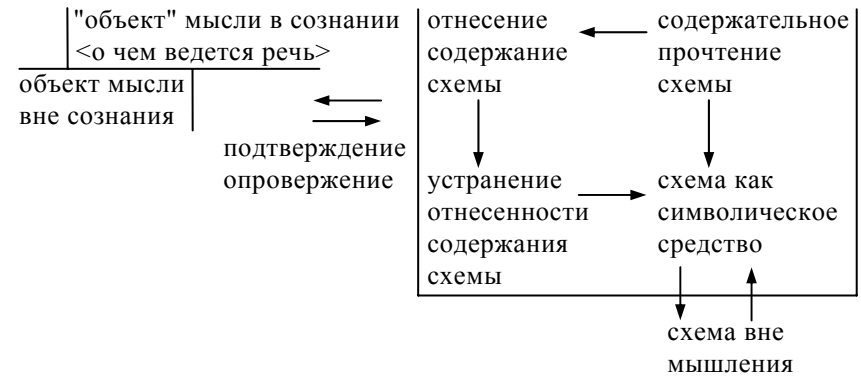 "объект" мысли в сознании
<о чем ведется речь>
объект мысли
вне сознания
подтверждение
опровержение
отнесение
содержание
схемы
содержательное
прочтение
схемы
устранение
отнесенности
содержания
схемы
схема как
символическое
средство
схема вне
мышления